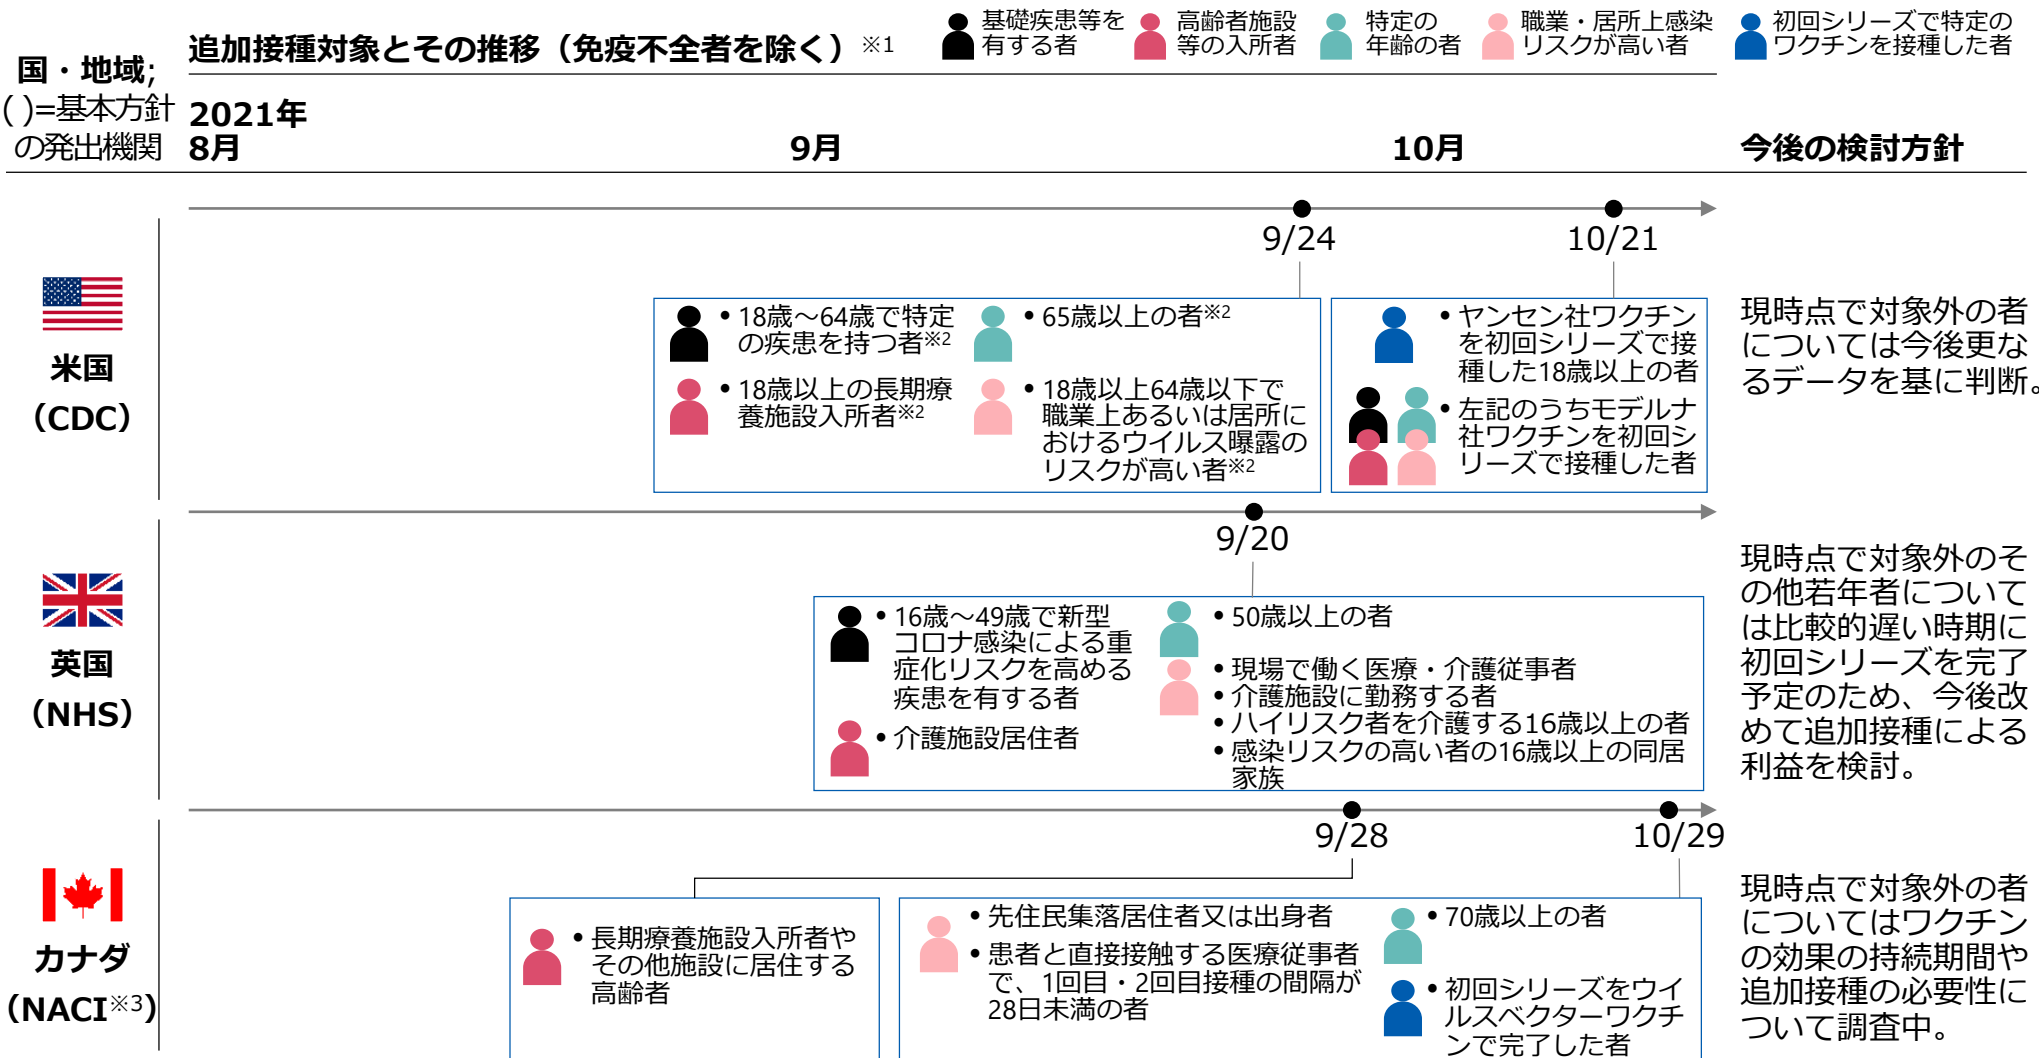 追加接種対象とその推移（免疫不全者を除く）※1
基礎疾患等を
有する者
高齢者施設
等の入所者
特定の
年齢の者
職業・居所上感染
リスクが高い者
初回シリーズで特定の
ワクチンを接種した者
国・地域;
( )=基本方針
の発出機関
2021年
8月
9月
10月
今後の検討方針
米国
（CDC）
9/24
10/21
• 18歳～64歳で特定
の疾患を持つ者※2
• 18歳以上の長期療
養施設入所者※2
• 65歳以上の者※2
• 18歳以上64歳以下で
職業上あるいは居所に
おけるウイルス曝露の
リスクが高い者※2
• ヤンセン社ワクチン
を初回シリーズで接
種した18歳以上の者
• 左記のうちモデルナ
社ワクチンを初回シ
リーズで接種した者
現時点で対象外の者
については今後更な
るデータを基に判断。
英国
（NHS）
9/20
• 16歳～49歳で新型
コロナ感染による重
症化リスクを高める
疾患を有する者
• 介護施設居住者
• 50歳以上の者
• 現場で働く医療・介護従事者
• 介護施設に勤務する者
• ハイリスク者を介護する16歳以上の者
• 感染リスクの高い者の16歳以上の同居
家族
現時点で対象外のそ
の他若年者について
は比較的遅い時期に
初回シリーズを完了
予定のため、今後改
めて追加接種による
利益を検討。
カナダ
（NACI※3）
9/28
10/29
• 長期療養施設入所者や
その他施設に居住する
高齢者
• 先住民集落居住者又は出身者
• 患者と直接接触する医療従事者
で、1回目・2回目接種の間隔が
28日未満の者
• 70歳以上の者
• 初回シリーズをウイ
ルスベクターワクチ
ンで完了した者
現時点で対象外の者
についてはワクチン
の効果の持続期間や
追加接種の必要性に
ついて調査中。